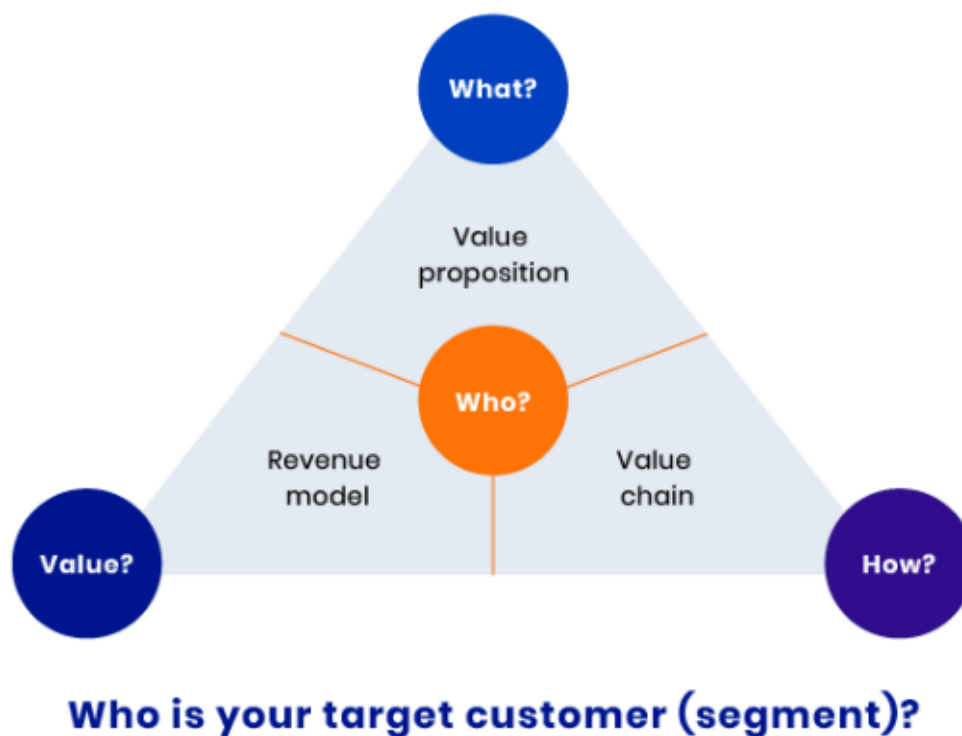 What?
Value
proposition
Who?
Revenue
model
Value
chain
Value?
How?
Who is your target customer (segment)?